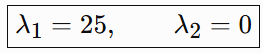 λ₁ = 25, λ₂ = 0